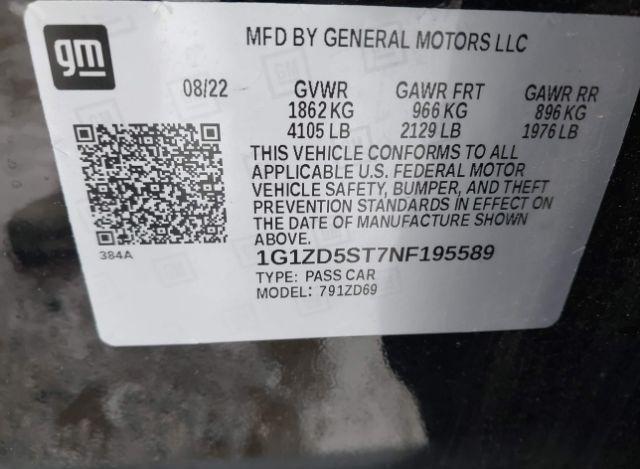 gm
MFD BY GENERAL MOTORS LLC
08/22 GVWR GAWR FRT GAWR RR
1862 KG 966 KG 896 KG
4105 LB 2129 LB 1976 LB
THIS VEHICLE CONFORMS TO ALL
APPLICABLE U.S. FEDERAL MOTOR
VEHICLE SAFETY, BUMPER, AND THEFT
PREVENTION STANDARDS IN EFFECT ON
THE DATE OF MANUFACTURE SHOWN
ABOVE.
384A
1G1ZD5ST7NF195589
TYPE: PASS CAR
MODEL: 791ZD69